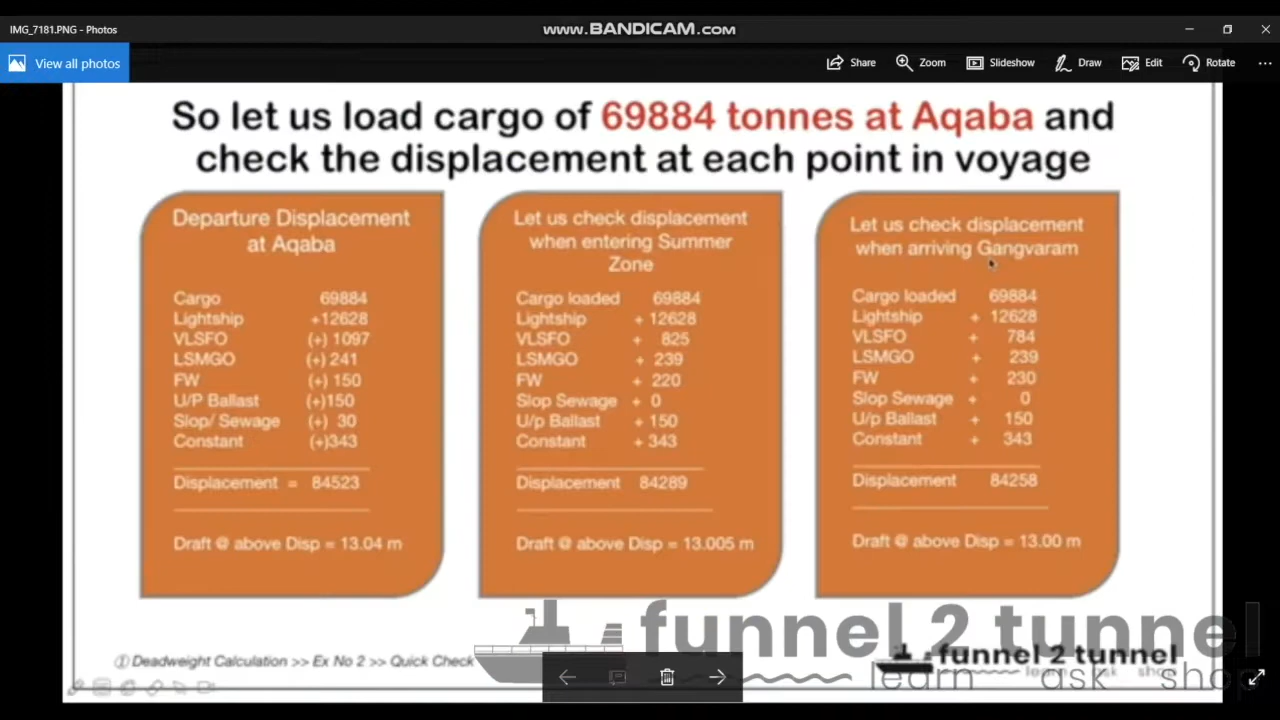 IMG_7181.PNG - Photos
www.BANDICAM.com
View all photos
Share
Zoom
Slideshow
Draw
Edit
Rotate
So let us load cargo of 69884 tonnes at Aqaba and
check the displacement at each point in voyage
Departure Displacement
at Aqaba
Cargo 69884
Lightship +12628
VLSFO (+) 1097
LSMGO (+) 241
FW (+) 150
U/P Ballast (+)150
Slop/ Sewage (+) 30
Constant (+)343
Displacement = 84523
Draft @ above Disp = 13.04 m
Let us check displacement
when entering Summer
Zone
Cargo loaded 69884
Lightship + 12628
VLSFO + 825
LSMGO + 239
FW + 220
Slop Sewage + 0
U/p Ballast + 150
Constant + 343
Displacement 84289
Draft @ above Disp = 13.005 m
Let us check displacement
when arriving Gangvaram
Cargo loaded 69884
Lightship + 12628
VLSFO + 784
LSMGO + 239
FW + 230
Slop Sewage + 0
U/p Ballast + 150
Constant + 343
Displacement 84258
Draft @ above Disp = 13.00 m
① Deadweight Calculation >> Ex No 2 >> Quick Check
funnel 2 tunnel
learn ask shop
funnel 2 tunnel
learn ask shop